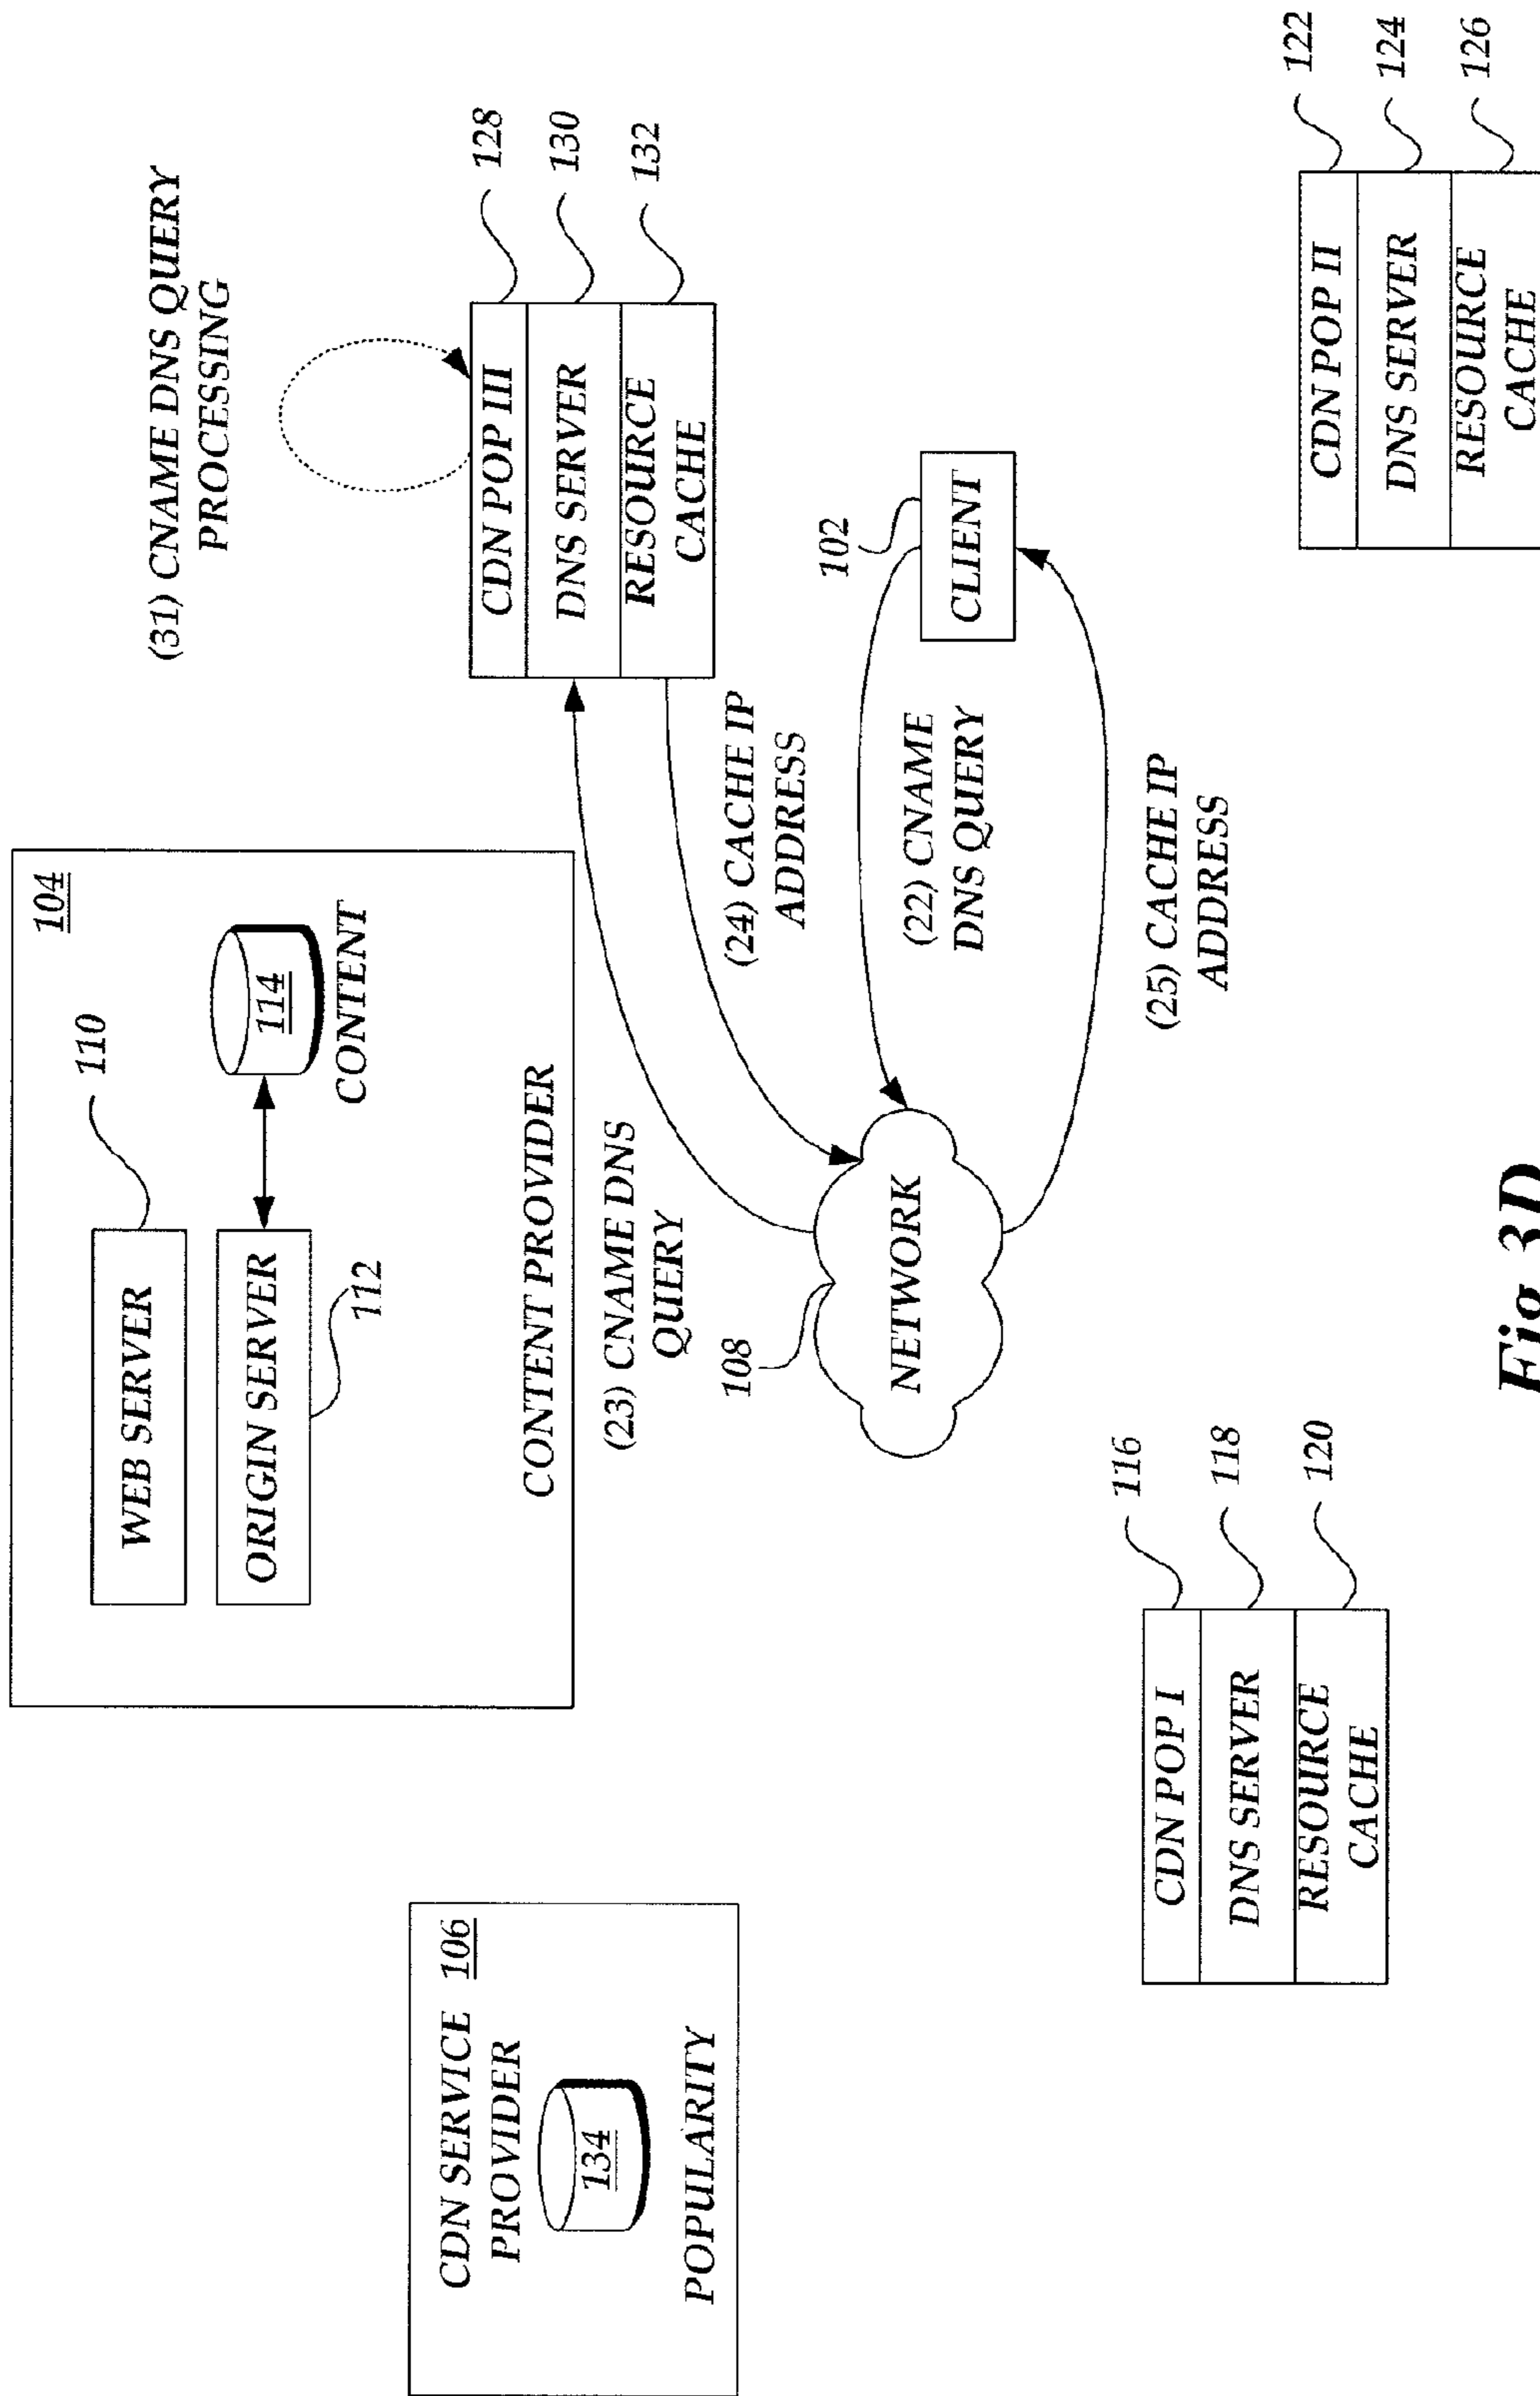 CDN SERVICE 106
PROVIDER
134
POPULARITY
104
WEB SERVER
110
ORIGIN SERVER
112
114
CONTENT
CONTENT PROVIDER
(31) CNAME DNS QUERY
PROCESSING
CDN POP III
DNS SERVER
RESOURCE
CACHE
128
130
132
(23) CNAME DNS
QUERY
(24) CACHE IP
ADDRESS
108
NETWORK
(22) CNAME
DNS QUERY
102
CLIENT
(25) CACHE IP
ADDRESS
CDN POP I
DNS SERVER
RESOURCE
CACHE
116
118
120
CDN POP II
DNS SERVER
RESOURCE
CACHE
122
124
126
Fig. 3D